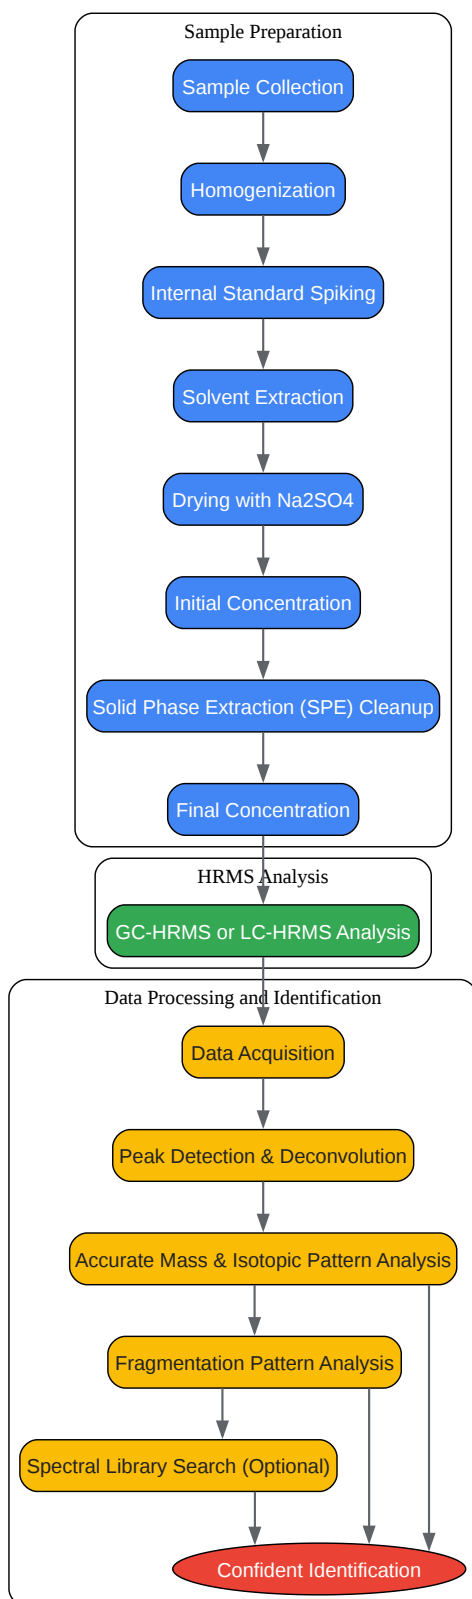 Sample Preparation
Sample Collection
Homogenization
Internal Standard Spiking
Solvent Extraction
Drying with Na2SO4
Initial Concentration
Solid Phase Extraction (SPE) Cleanup
Final Concentration
HRMS Analysis
GC-HRMS or LC-HRMS Analysis
Data Processing and Identification
Data Acquisition
Peak Detection & Deconvolution
Accurate Mass & Isotopic Pattern Analysis
Fragmentation Pattern Analysis
Spectral Library Search (Optional)
Confident Identification